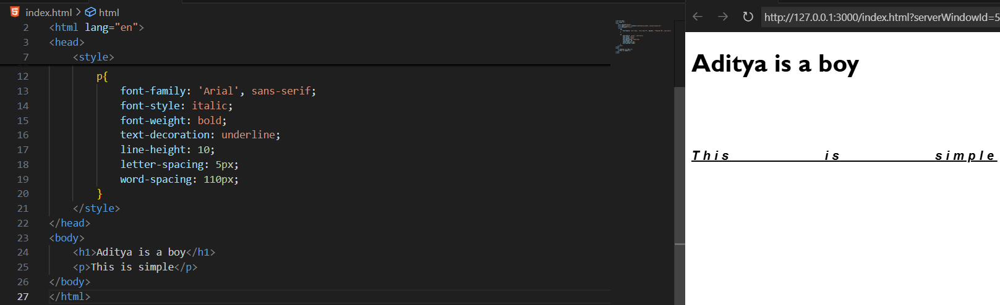 index.html > html
2 <html lang="en">
3 <head>
7 <style>
12 p{
13 font-family: 'Arial', sans-serif;
14 font-style: italic;
15 font-weight: bold;
16 text-decoration: underline;
17 line-height: 10;
18 letter-spacing: 5px;
19 word-spacing: 110px;
20 }
21 </style>
22 </head>
23 <body>
24 <h1>Aditya is a boy</h1>
25 <p>This is simple</p>
26 </body>
27 </html>
http://127.0.0.1:3000/index.html?serverWindowId=5
Aditya is a boy
This is simple